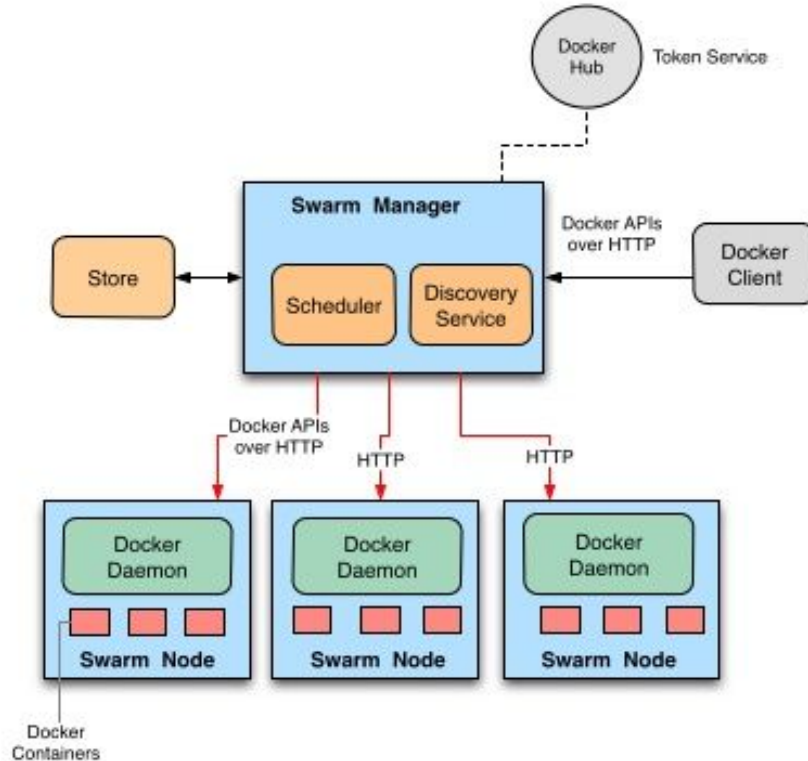 Docker
Hub
Token Service
Swarm Manager
Docker APIs
over HTTP
Store
Scheduler
Discovery
Service
Docker
Client
Docker APIs
over HTTP
HTTP
HTTP
Docker
Daemon
Docker
Daemon
Docker
Daemon
Swarm Node
Swarm Node
Swarm Node
Docker
Containers